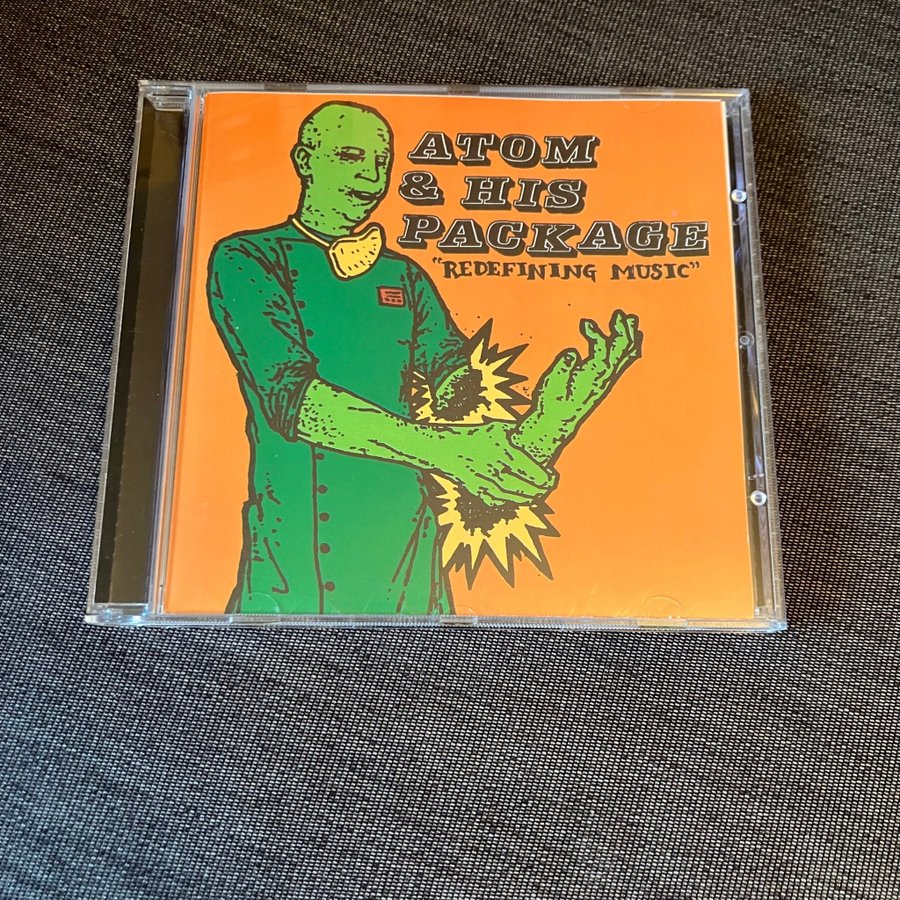 ATOM
& HIS
PACKAGE
"REDEFINING MUSIC"